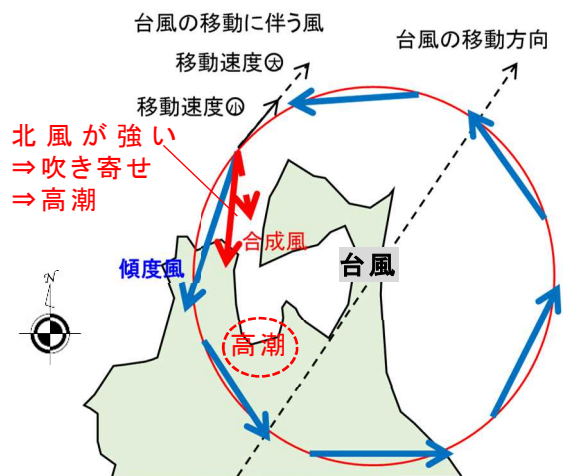 台風の移動に伴う風
台風の移動方向
移動速度㊛
移動速度㊙
北風が強い
⇒吹き寄せ
⇒高潮
合成風
傾度風
台風
N
高潮